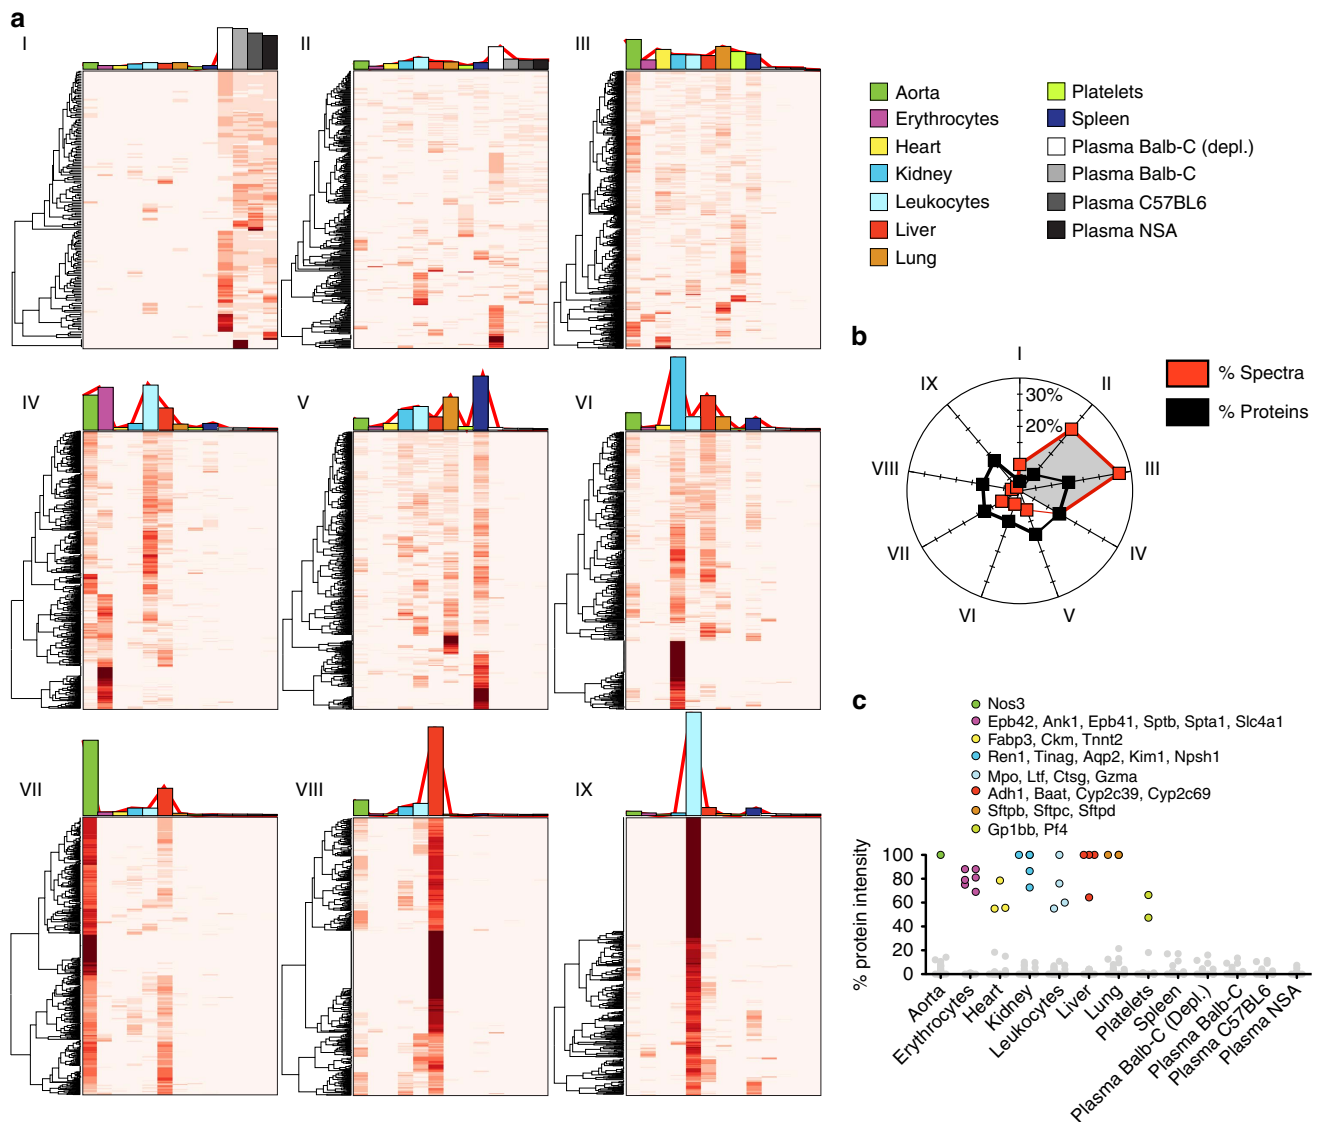 a
I
II
III
Aorta
Erythrocytes
Heart
Kidney
Leukocytes
Liver
Lung
Platelets
Spleen
Plasma Balb-C (depl.)
Plasma Balb-C
Plasma C57BL6
Plasma NSA
IV
V
VI
VII
VIII
IX
b
I
II
III
IV
V
VI
VII
VIII
IX
30%
20%
% Spectra
% Proteins
c
Nos3
Epb42, Ank1, Epb41, Sptb, Spta1, Slc4a1
Fabp3, Ckm, Tnnt2
Ren1, Tinag, Aqp2, Kim1, Npsh1
Mpo, Ltf, Ctsg, Gzma
Adh1, Baat, Cyp2c39, Cyp2c69
Sftpb, Sftpc, Sftpd
Gp1bb, Pf4
% protein intensity
100
80
60
40
20
0
Aorta
Erythrocytes
Heart
Kidney
Leukocytes
Liver
Lung
Platelets
Spleen
Plasma Balb-C (Depl.)
Plasma Balb-C
Plasma C57BL6
Plasma NSA